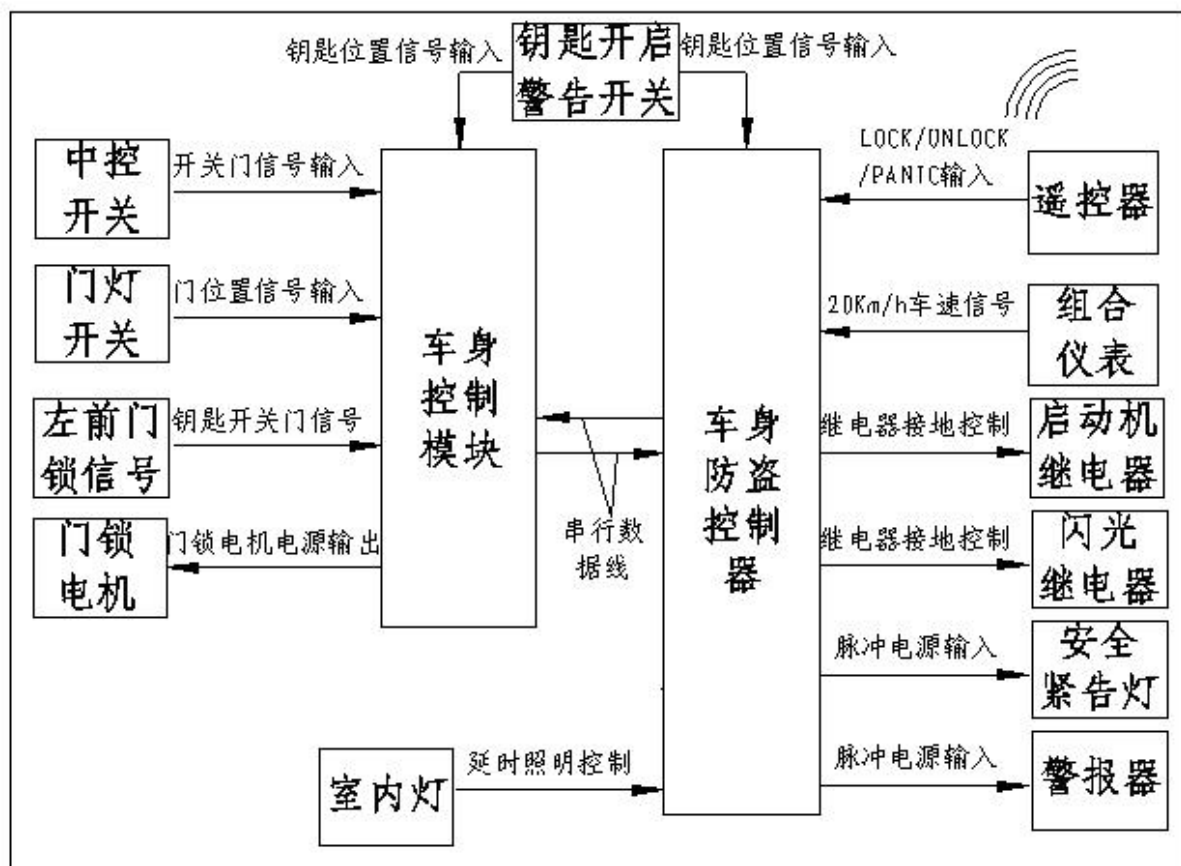 钥匙位置信号输入
钥匙开启
警告开关
钥匙位置信号输入
中控
开关
开关门信号输入
LOCK/UNLOCK
/PANTC输入
遥控器
门灯
开关
门位置信号输入
20Km/h车速信号
组合
仪表
车身
控制
模块
左前门
锁信号
钥匙开关门信号
车身
防盗
控制
器
继电器接地控制
启动机
继电器
门锁
电机
门锁电机电源输出
串行数
据线
继电器接地控制
闪光
继电器
脉冲电源输入
安全
紧告灯
室内灯
延时照明控制
脉冲电源输入
警报器